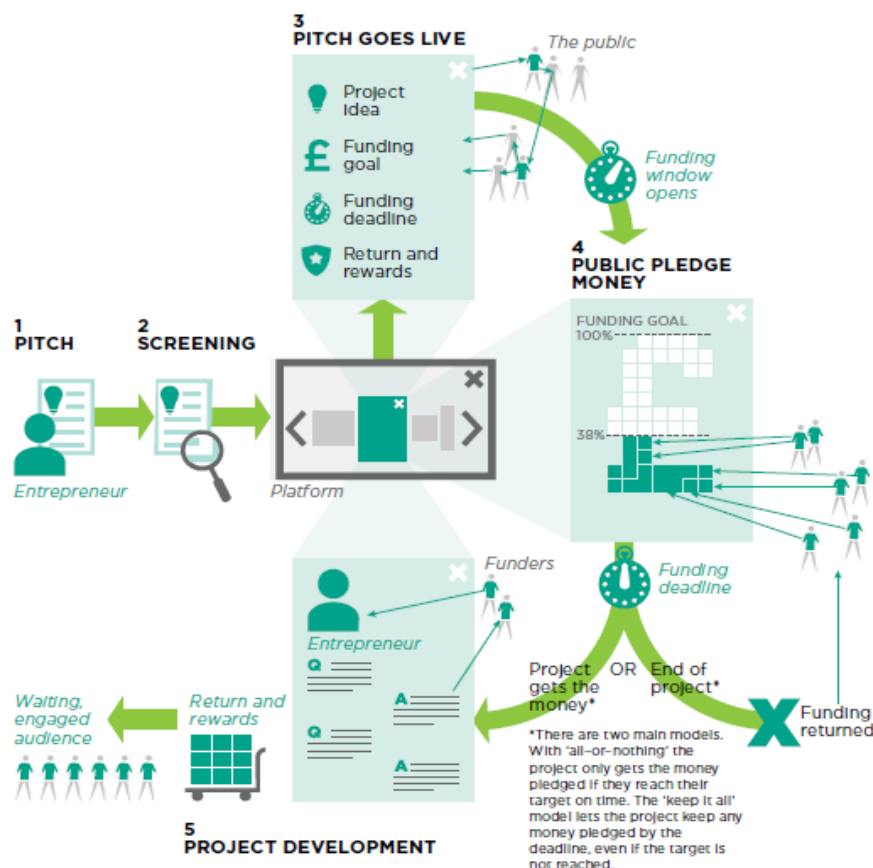 3
PITCH GOES LIVE
The public
Project
idea
£
Funding
goal
Funding
deadline
Return and
rewards
Funding
window
opens
4
PUBLIC PLEDGE
MONEY
FUNDING GOAL
100%
38%
1
PITCH
2
SCREENING
Entrepreneur
Platform
Funders
Entrepreneur
Q
A
Q
A
Funding
deadline
Project
gets the
money*
OR
End of
project*
Funding
returned
*There are two main models.
With ‘all-or-nothing’ the
project only gets the money
pledged if they reach their
target on time. The ‘keep it all’
model lets the project keep any
money pledged by the
deadline, even if the target is
not reached.
Waiting,
engaged
audience
Return and
rewards
5
PROJECT DEVELOPMENT